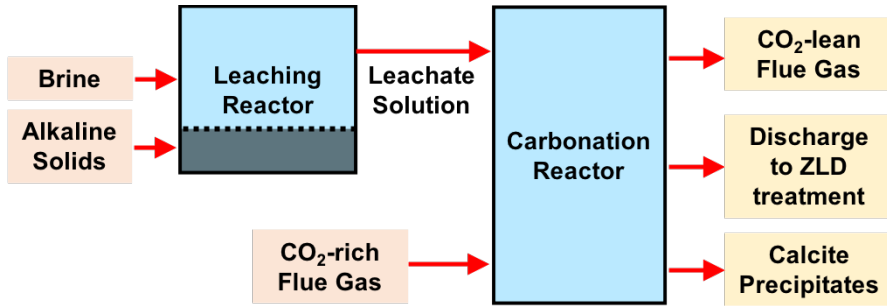 Brine
Alkaline
Solids
Leaching
Reactor
Leachate
Solution
CO₂-rich
Flue Gas
Carbonation
Reactor
CO₂-lean
Flue Gas
Discharge
to ZLD
treatment
Calcite
Precipitates